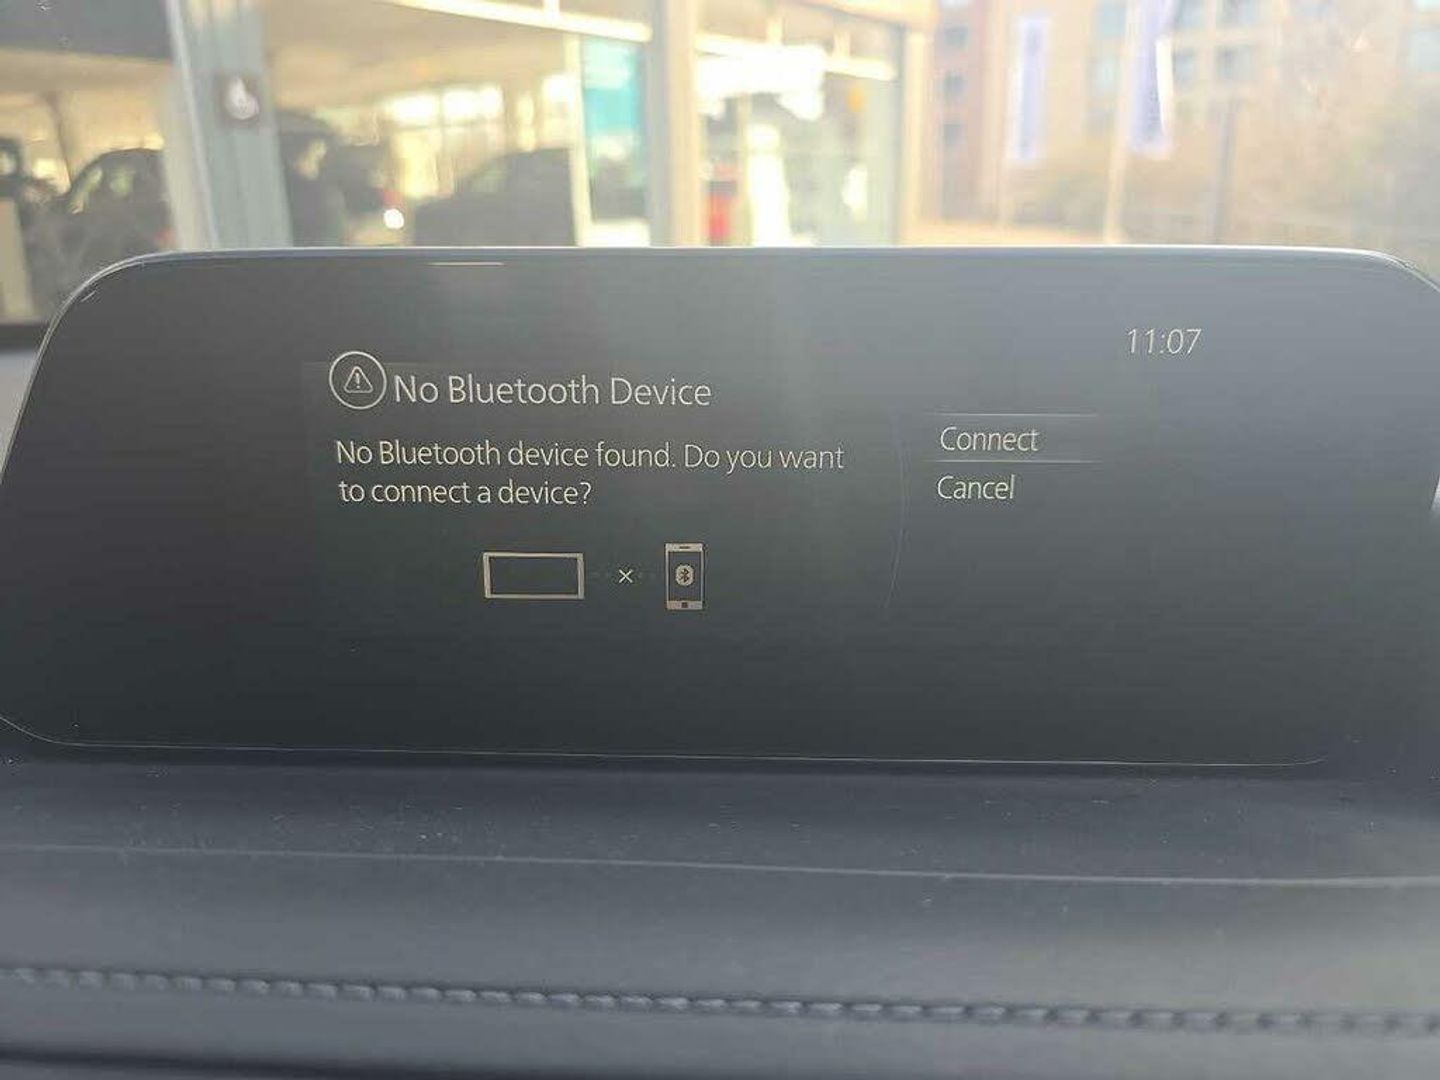 11:07
No Bluetooth Device
No Bluetooth device found. Do you want
to connect a device?
Connect
Cancel